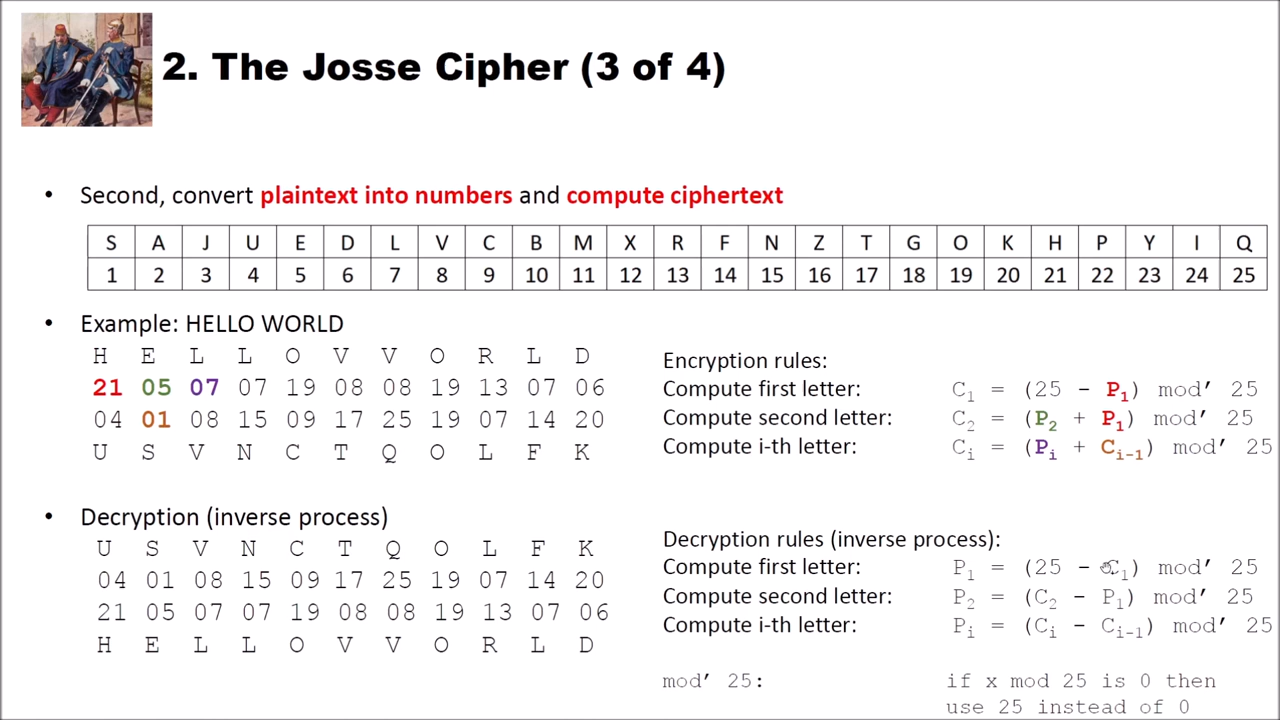 2. The Josse Cipher (3 of 4)
• Second, convert plaintext into numbers and compute ciphertext
S A J U E D L V C B M X R F N Z T G O K H P Y I Q
1 2 3 4 5 6 7 8 9 10 11 12 13 14 15 16 17 18 19 20 21 22 23 24 25
• Example: HELLO WORLD
H E L L O V V O R L D
21 05 07 07 19 08 08 19 13 07 06
04 01 08 15 09 17 25 19 07 14 20
U S V N C T Q O L F K
Encryption rules:
Compute first letter: C1 = (25 - P1) mod’ 25
Compute second letter: C2 = (P2 + P1) mod’ 25
Compute i-th letter: Ci = (Pi + Ci-1) mod’ 25
• Decryption (inverse process)
U S V N C T Q O L F K
04 01 08 15 09 17 25 19 07 14 20
21 05 07 07 19 08 08 19 13 07 06
H E L L O V V O R L D
Decryption rules (inverse process):
Compute first letter: P1 = (25 - C1) mod’ 25
Compute second letter: P2 = (C2 - P1) mod’ 25
Compute i-th letter: Pi = (Ci - Ci-1) mod’ 25
mod’ 25: if x mod 25 is 0 then
use 25 instead of 0